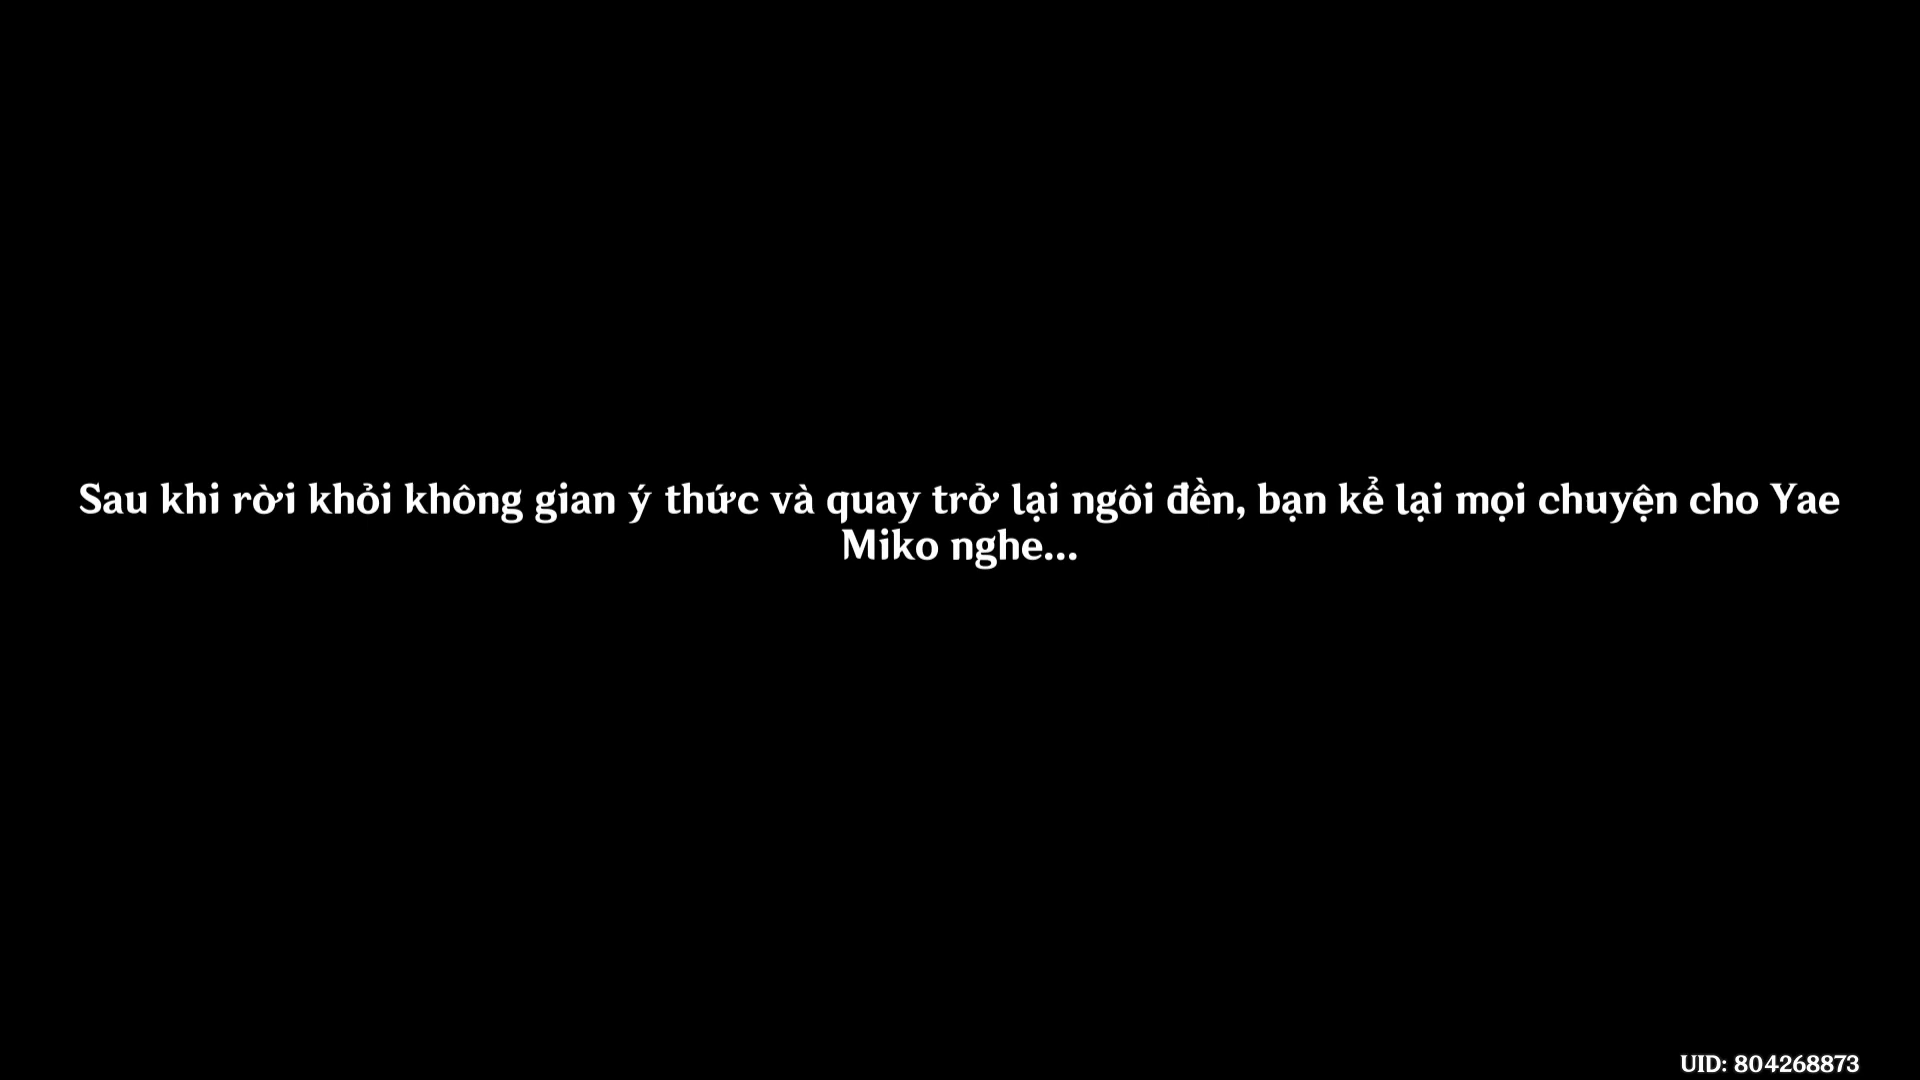 Sau khi rời khỏi không gian ý thức và quay trở lại ngôi đền, bạn kể lại mọi chuyện cho Yae
Miko nghe...
UID: 804268873